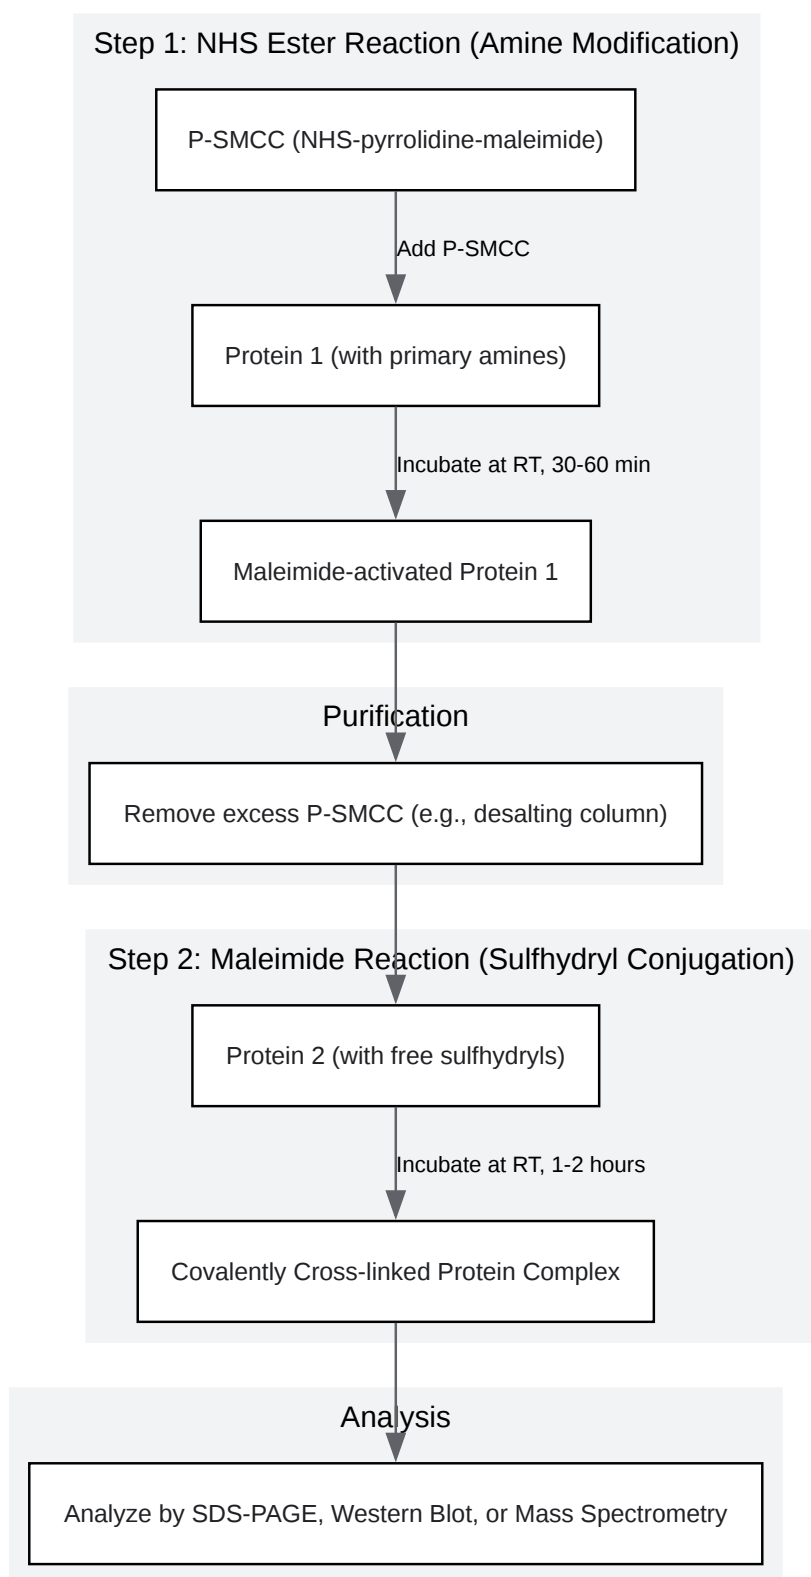 Step 1: NHS Ester Reaction (Amine Modification)
P-SMCC (NHS-pyrrolidine-maleimide)
Add P-SMCC
Protein 1 (with primary amines)
Incubate at RT, 30-60 min
Maleimide-activated Protein 1
Purification
Remove excess P-SMCC (e.g., desalting column)
Step 2: Maleimide Reaction (Sulfhydryl Conjugation)
Protein 2 (with free sulfhydryls)
Incubate at RT, 1-2 hours
Covalently Cross-linked Protein Complex
Analysis
Analyze by SDS-PAGE, Western Blot, or Mass Spectrometry